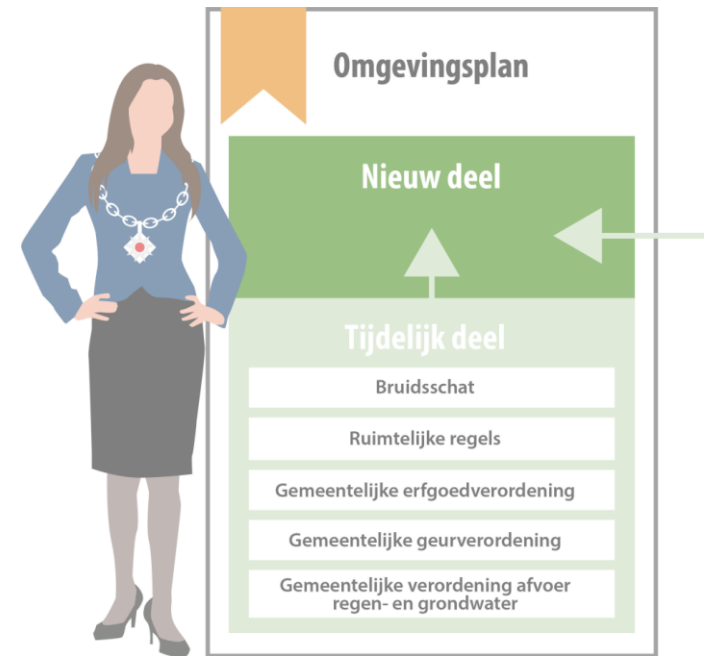 Omgevingsplan
Nieuw deel
Tijdelijk deel
Bruidsschat
Ruimtelijke regels
Gemeentelijke erfgoedverordening
Gemeentelijke geurverordening
Gemeentelijke verordening afvoer
regen- en grondwater